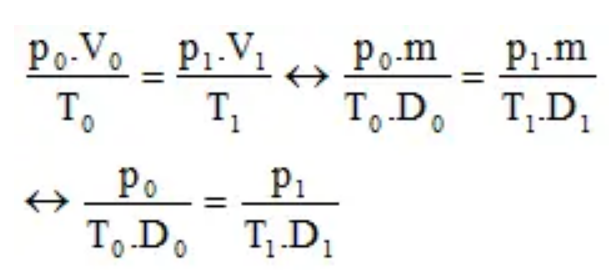 p₀.V₀/T₀ = p₁.V₁/T₁ ↔ p₀.m/T₀.D₀ = p₁.m/T₁.D₁
↔ p₀/T₀.D₀ = p₁/T₁.D₁